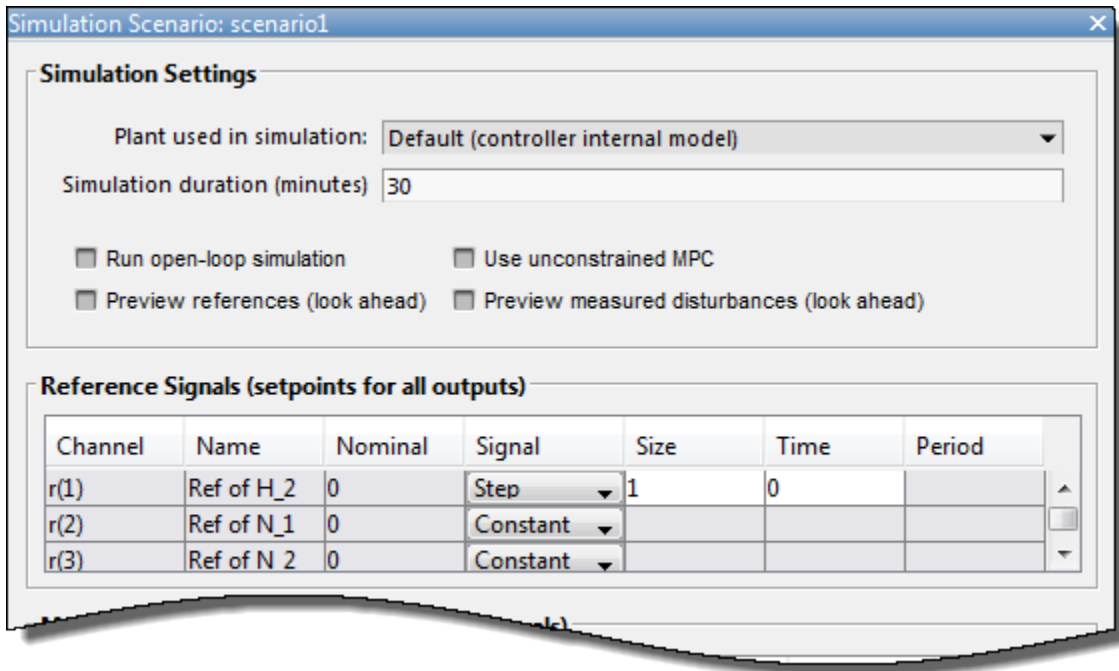 Simulation Scenario: scenario1
Simulation Settings
Plant used in simulation: Default (controller internal model)
Simulation duration (minutes) 30
Run open-loop simulation Use unconstrained MPC
Preview references (look ahead) Preview measured disturbances (look ahead)
Reference Signals (setpoints for all outputs)
Channel Name Nominal Signal Size Time Period
r(1) Ref of H_2 0 Step 1 0
r(2) Ref of N_1 0 Constant
r(3) Ref of N_2 0 Constant